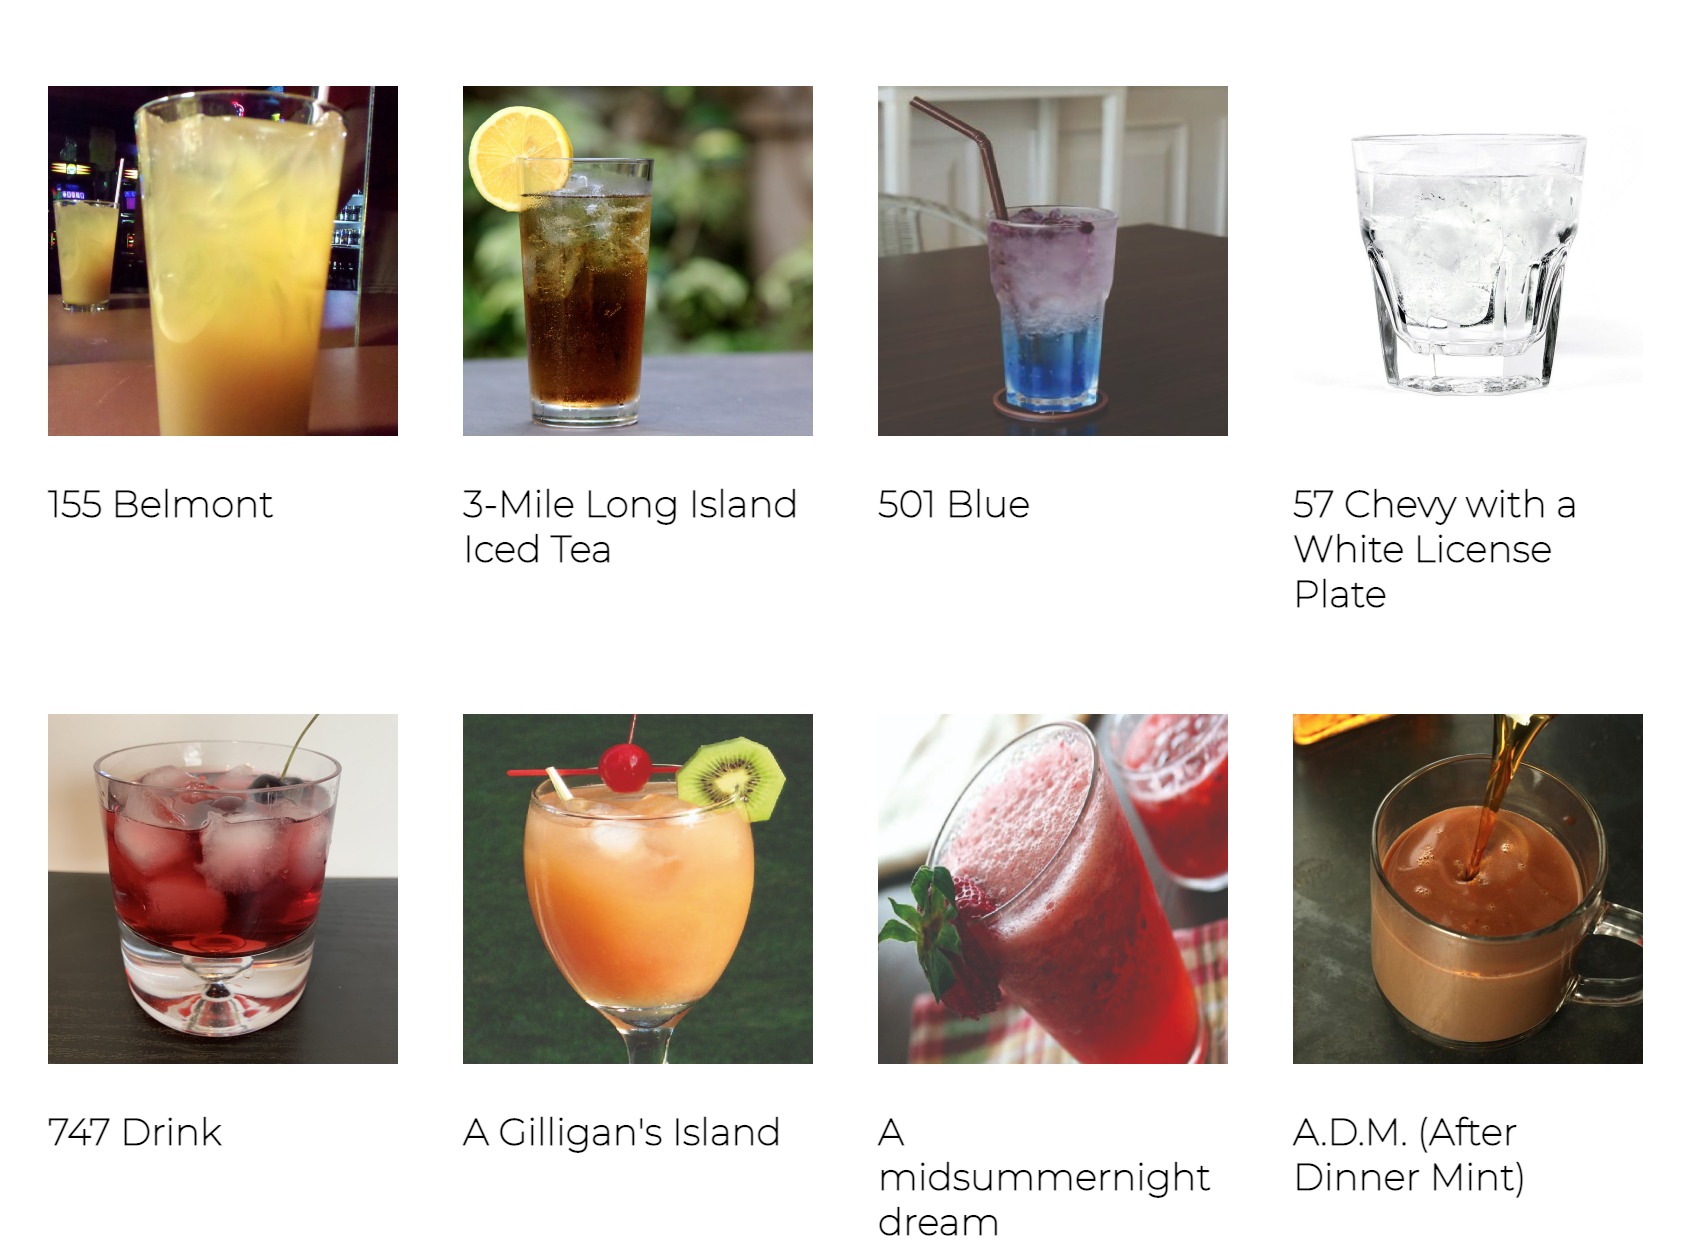 155 Belmont
3-Mile Long Island
Iced Tea
501 Blue
57 Chevy with a
White License
Plate
747 Drink
A Gilligan's Island
A
midsummernight
dream
A.D.M. (After
Dinner Mint)